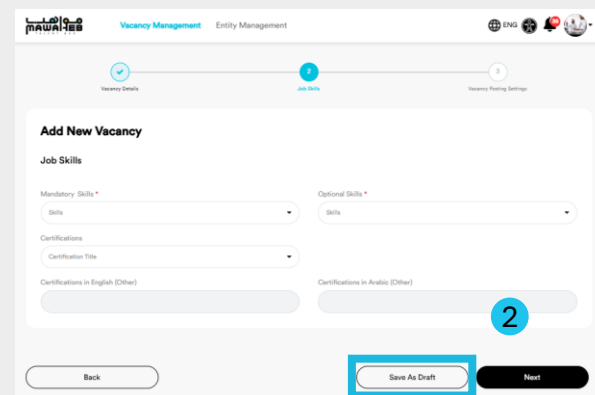 مواهب
MAWAHEB
TALENT HUB
Vacancy Management Entity Management ENG
2 3
Vacancy Details Job Skills Vacancy Posting Settings
Add New Vacancy
Job Skills
Mandatory Skills * Optional Skills *
Skills Skills
Certifications
Certification Title
Certifications in English (Other) Certifications in Arabic (Other)
2
Back Save As Draft Next